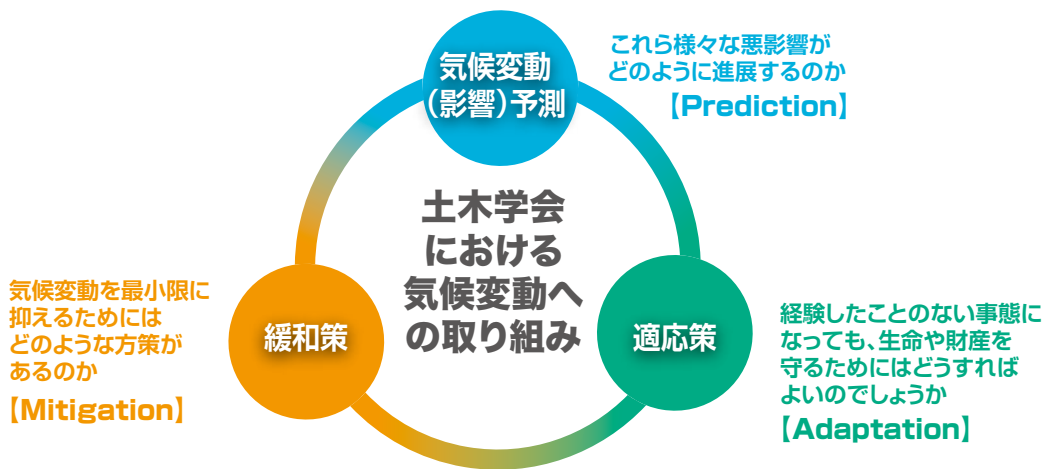 気候変動
（影響）予測
これら様々な悪影響が
どのように進展するのか
【Prediction】
土木学会
における
気候変動へ
の取り組み
気候変動を最小限に
抑えるためには
どのような方策が
あるのか
【Mitigation】
緩和策
適応策
経験したことのない事態に
なっても、生命や財産を
守るためにはどうすれば
よいのでしょうか
【Adaptation】